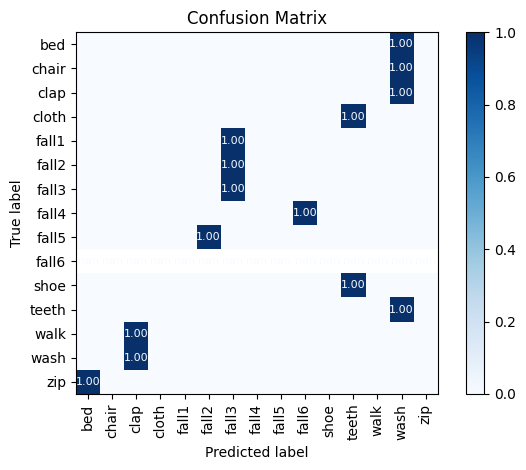 Confusion Matrix
True label
bed
chair
clap
cloth
fall1
fall2
fall3
fall4
fall5
fall6
shoe
teeth
walk
wash
zip
1.00
1.00
1.00
1.00
1.00
1.00
1.00
1.00
1.00
1.00
1.00
1.00
1.00
1.00
bed chair clap cloth fall1 fall2 fall3 fall4 fall5 fall6 shoe teeth walk wash zip
Predicted label
1.0
0.8
0.6
0.4
0.2
0.0